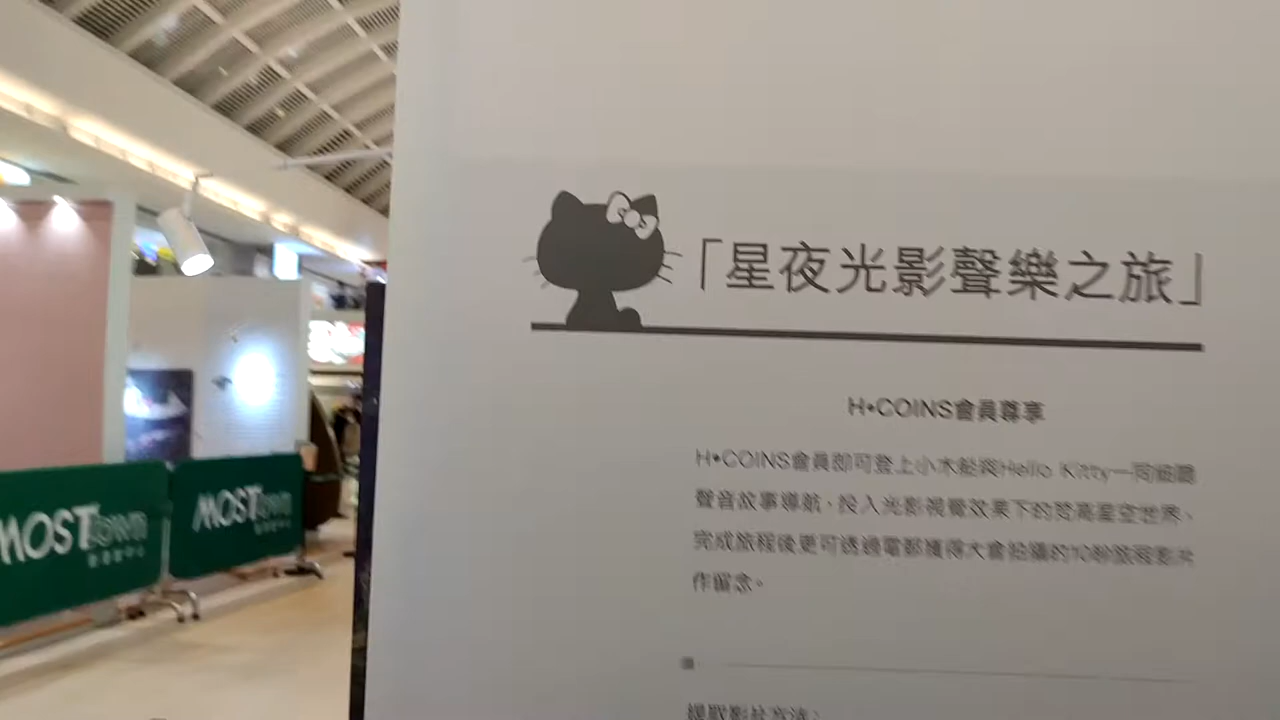 「星夜光影聲樂之旅」
H•COINS會員尊享
H•COINS會員即可登上小木船與Hello Kitty一同細聽
聲音故事導航，投入光影視聲效果下的梵高星空世界。
完成旅程後更可透過電郵獲得大會拍攝的10秒旅程影片
作留念。
MOSTown
MOSTown